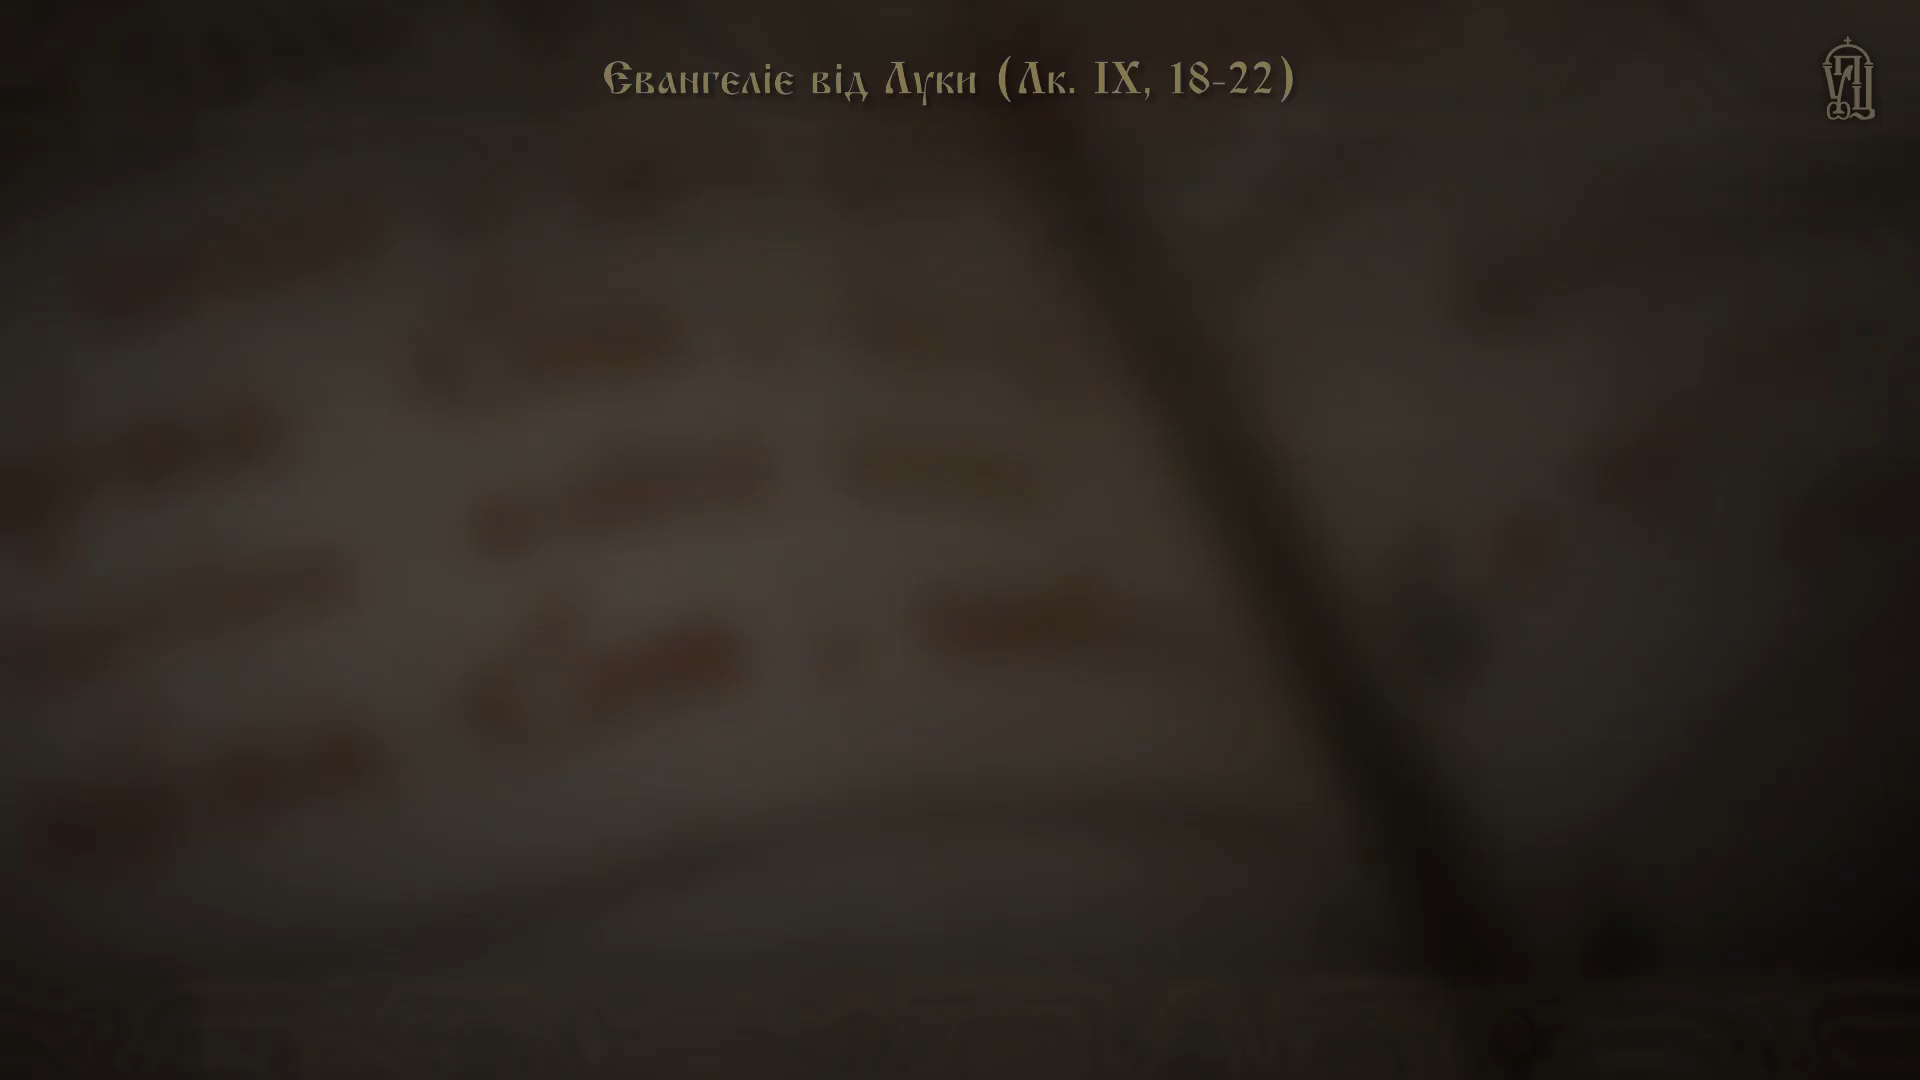 Євангеліє від Луки (Лк. IX, 18-22)